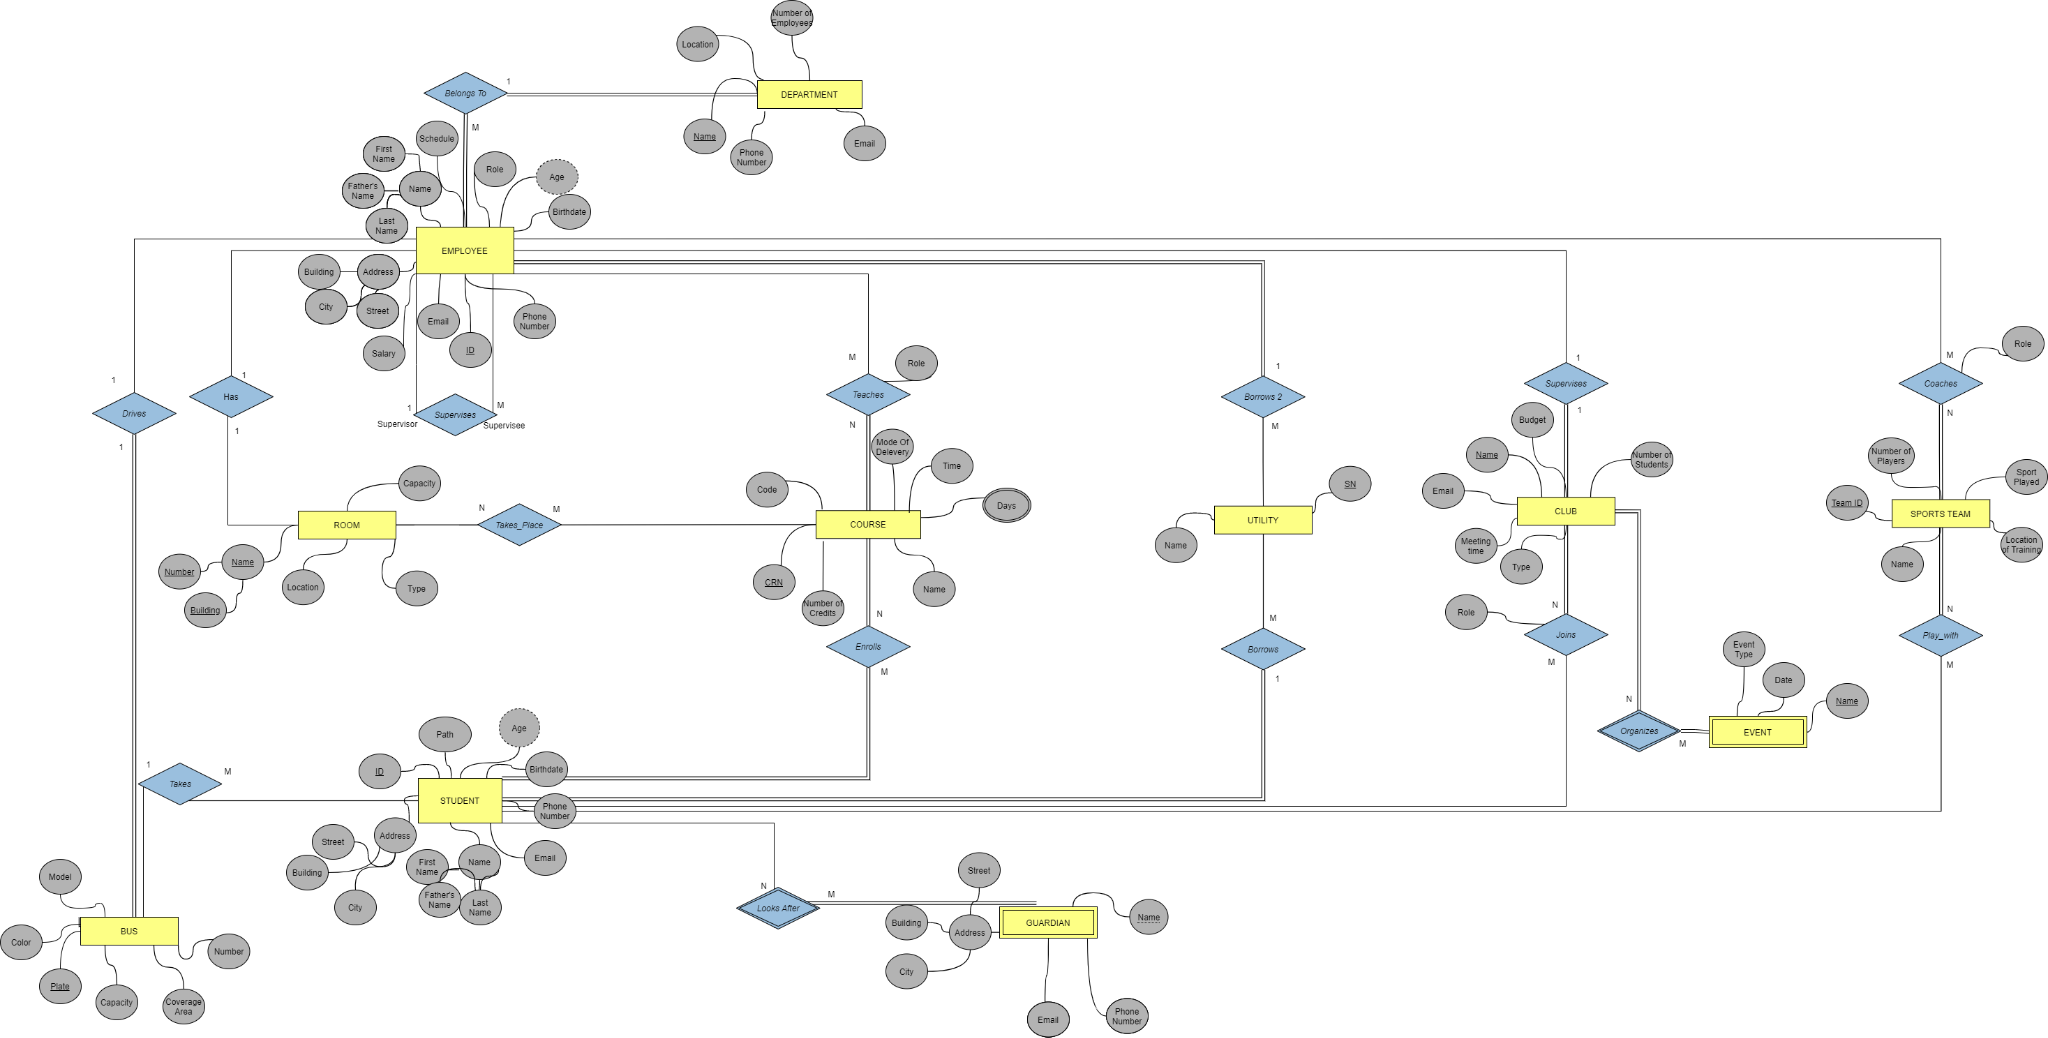 Number of
Employees
Location
DEPARTMENT
Belongs To
1
M
Name
Phone
Number
Email
Schedule
First
Name
Role
Age
Father's
Name
Name
Birthdate
Last
Name
EMPLOYEE
Building
Address
City
Street
Email
Phone
Number
Salary
ID
1
Drives
1
1
Has
1
1
Supervisor
Supervises
M
Supervisee
M
Teaches
N
Role
1
Borrows 2
M
1
Supervises
1
M
Coaches
N
Role
Capacity
ROOM
N
Takes_Place
M
Number
Name
Building
Location
Type
Code
Mode Of
Delevery
Time
Days
COURSE
CRN
Number of
Credits
Name
N
Enrolls
M
SN
UTILITY
Name
M
Borrows
1
Budget
Name
Number of
Students
Email
CLUB
Meeting
time
Type
Role
N
Joins
M
Number of
Players
Sport
Played
Team ID
SPORTS TEAM
Name
Location
of Training
N
Play_with
M
Event
Type
Date
Name
N
Organizes
M
EVENT
1
Takes
M
Path
Age
ID
Birthdate
STUDENT
Phone
Number
Address
Street
Building
City
First
Name
Name
Father's
Name
Last
Name
Email
N
Looks After
M
Street
Building
Address
City
GUARDIAN
Name
Email
Phone
Number
Model
BUS
Color
Number
Plate
Capacity
Coverage
Area